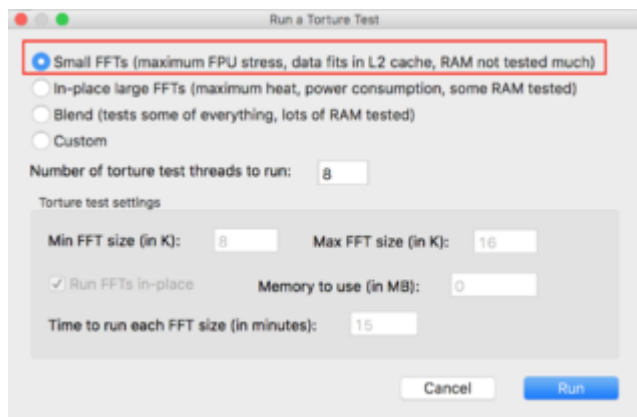 Run a Torture Test
Small FFTs (maximum FPU stress, data fits in L2 cache, RAM not tested much)
In-place large FFTs (maximum heat, power consumption, some RAM tested)
Blend (tests some of everything, lots of RAM tested)
Custom
Number of torture test threads to run: 8
Torture test settings
Min FFT size (in K): 8 Max FFT size (in K): 16
Run FFTs in-place Memory to use (in MB): 0
Time to run each FFT size (in minutes): 15
Cancel Run